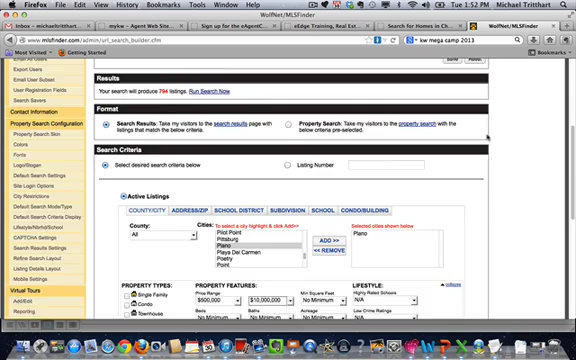 Firefox File Edit View History Bookmarks Tools Window Help Tue 1:52 PM Michael Tritthart
WolfNet/MLSFinder
Inbox - michaeltritthart... mykw - Agent Web Site... Sign up for the eAgentC... eEdge Training, Real Est... Search for Homes in Ch... WolfNet/MLSFinder
www.mlsfinder.com/admin/url_search_builder.cfm kw mega camp 2013
Most Visited Getting Started
Email All Users
Export Users
Email User Subset
User Registration Fields
Search Savers
Contact Information
Property Search Configuration
Property Search Skin
Colors
Fonts
Logo/Slogan
Default Search Settings
Site Login Options
City Restrictions
Default Search Mode/Type
Default Search Criteria Display
Lifestyle/Nbrhd/School
CAPTCHA Settings
Search Results Settings
Refine Search Layout
Listing Details Layout
Mobile Settings
Virtual Tours
Add/Edit
Reporting
Results
Your search will produce 794 listings. Run Search Now
Format
Search Results: Take my visitors to the search results page with listings that match the below criteria.
Property Search: Take my visitors to the property search with the below criteria pre-selected.
Search Criteria
Select desired search criteria below Listing Number
Active Listings
COUNTY/CITY ADDRESS/ZIP SCHOOL DISTRICT SUBDIVISION SCHOOL CONDO/BUILDING
County: All
Cities: To select a city highlight & click Add>>
Pilot Point
Pittsburg
Plano
Playa Del Carmen
Poetry
Point
ADD >>
<< REMOVE
Selected cities shown below
Plano
collapse
PROPERTY TYPES: PROPERTY FEATURES: LIFESTYLE:
Single Family
Condo
Townhouse
Price Range Min Square Feet Highly Rated Schools
$500,000 $10,000,000 No Minimum N/A
Beds Baths Acreage Low Crime Ratings
No Minimum No Minimum No Minimum N/A